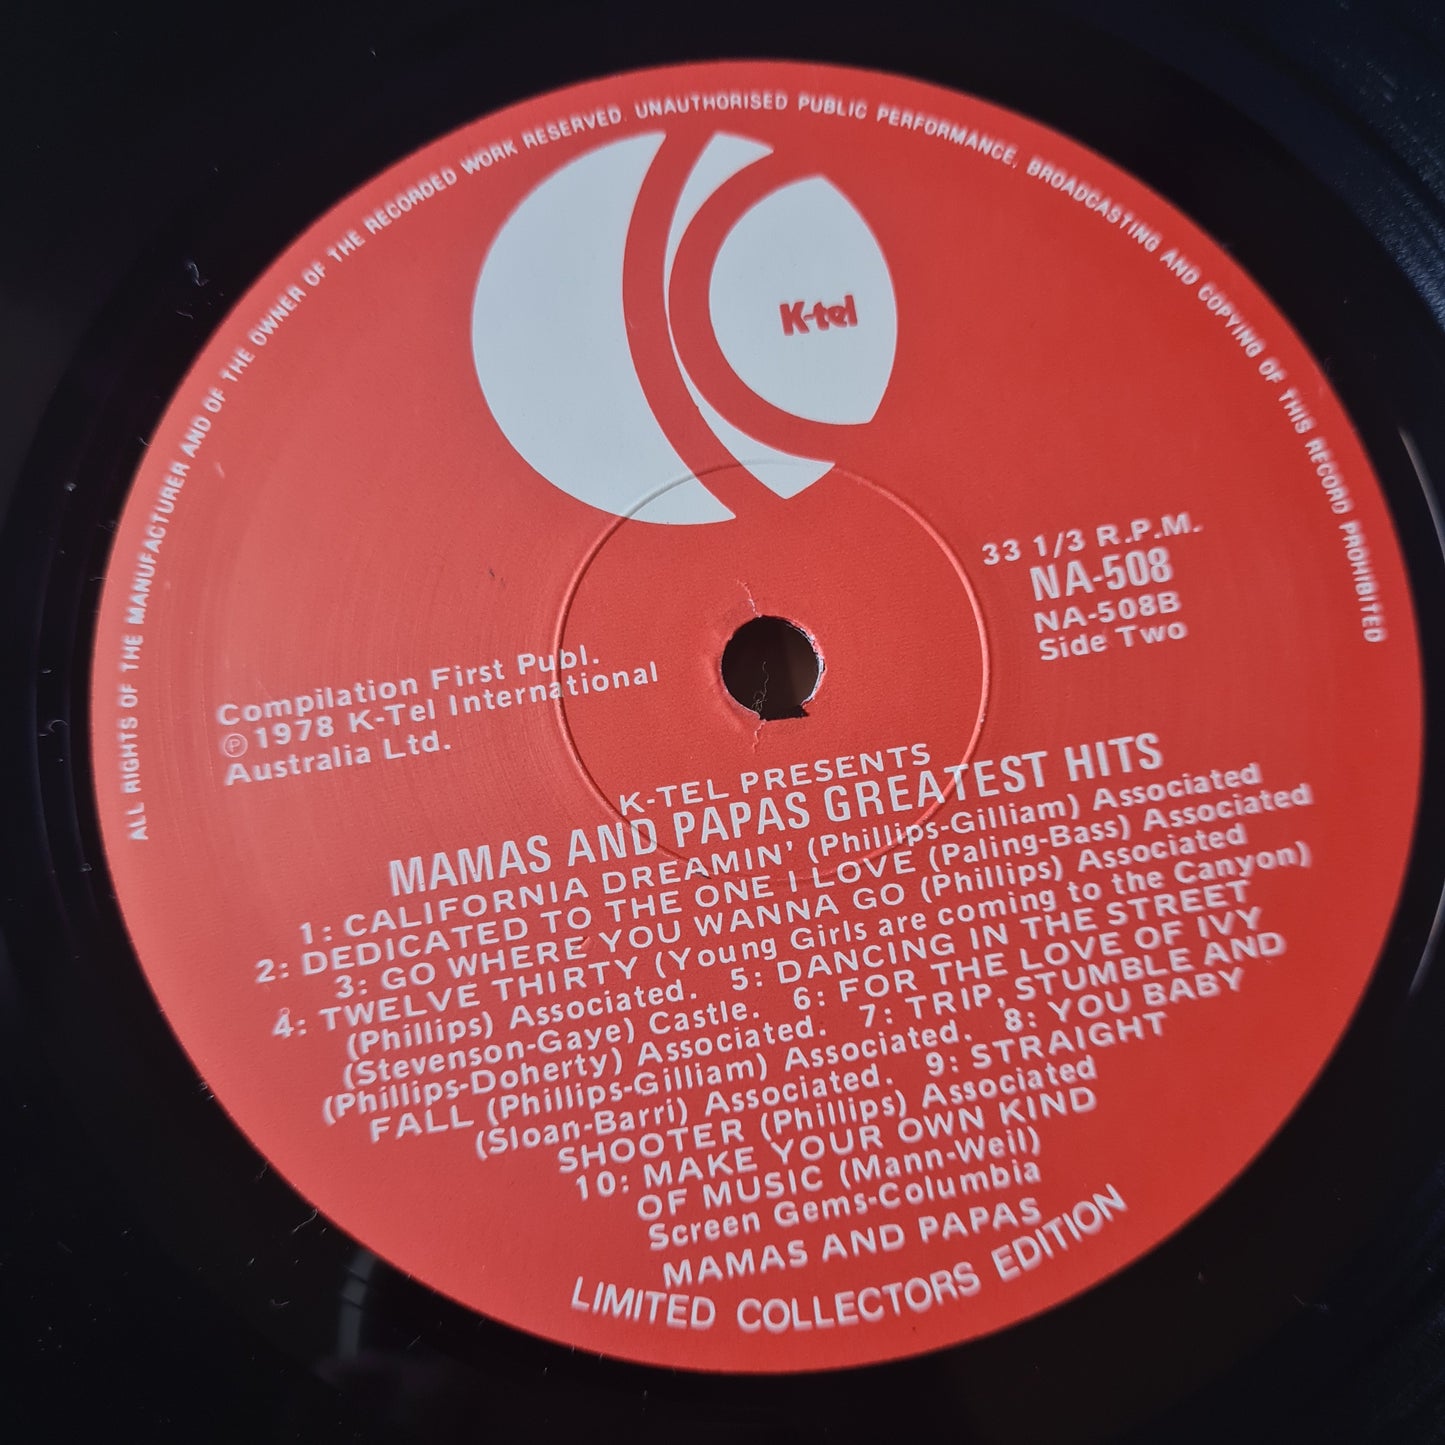 ALL RIGHTS OF THE MANUFACTURER AND OF THE OWNER OF THE RECORDED WORK RESERVED. UNAUTHORISED PUBLIC PERFORMANCE, BROADCASTING AND COPYING OF THIS RECORD PROHIBITED
K-tel
33 1/3 R.P.M.
NA-508
NA-508B
Side Two
Compilation First Publ.
℗ 1978 K-Tel International
Australia Ltd.
K-TEL PRESENTS
MAMAS AND PAPAS GREATEST HITS
1: CALIFORNIA DREAMIN' (Phillips-Gilliam) Associated
2: DEDICATED TO THE ONE I LOVE (Paling-Bass) Associated
3: GO WHERE YOU WANNA GO (Phillips) Associated
4: TWELVE THIRTY (Young Girls are coming to the Canyon)
(Phillips) Associated. 5: DANCING IN THE STREET
(Stevenson-Gaye) Castle. 6: FOR THE LOVE OF IVY
(Phillips-Doherty) Associated. 7: TRIP, STUMBLE AND
FALL (Phillips-Gilliam) Associated. 8: YOU BABY
(Sloan-Barri) Associated. 9: STRAIGHT
SHOOTER (Phillips) Associated
10: MAKE YOUR OWN KIND
OF MUSIC (Mann-Weil)
Screen Gems-Columbia
MAMAS AND PAPAS
LIMITED COLLECTORS EDITION